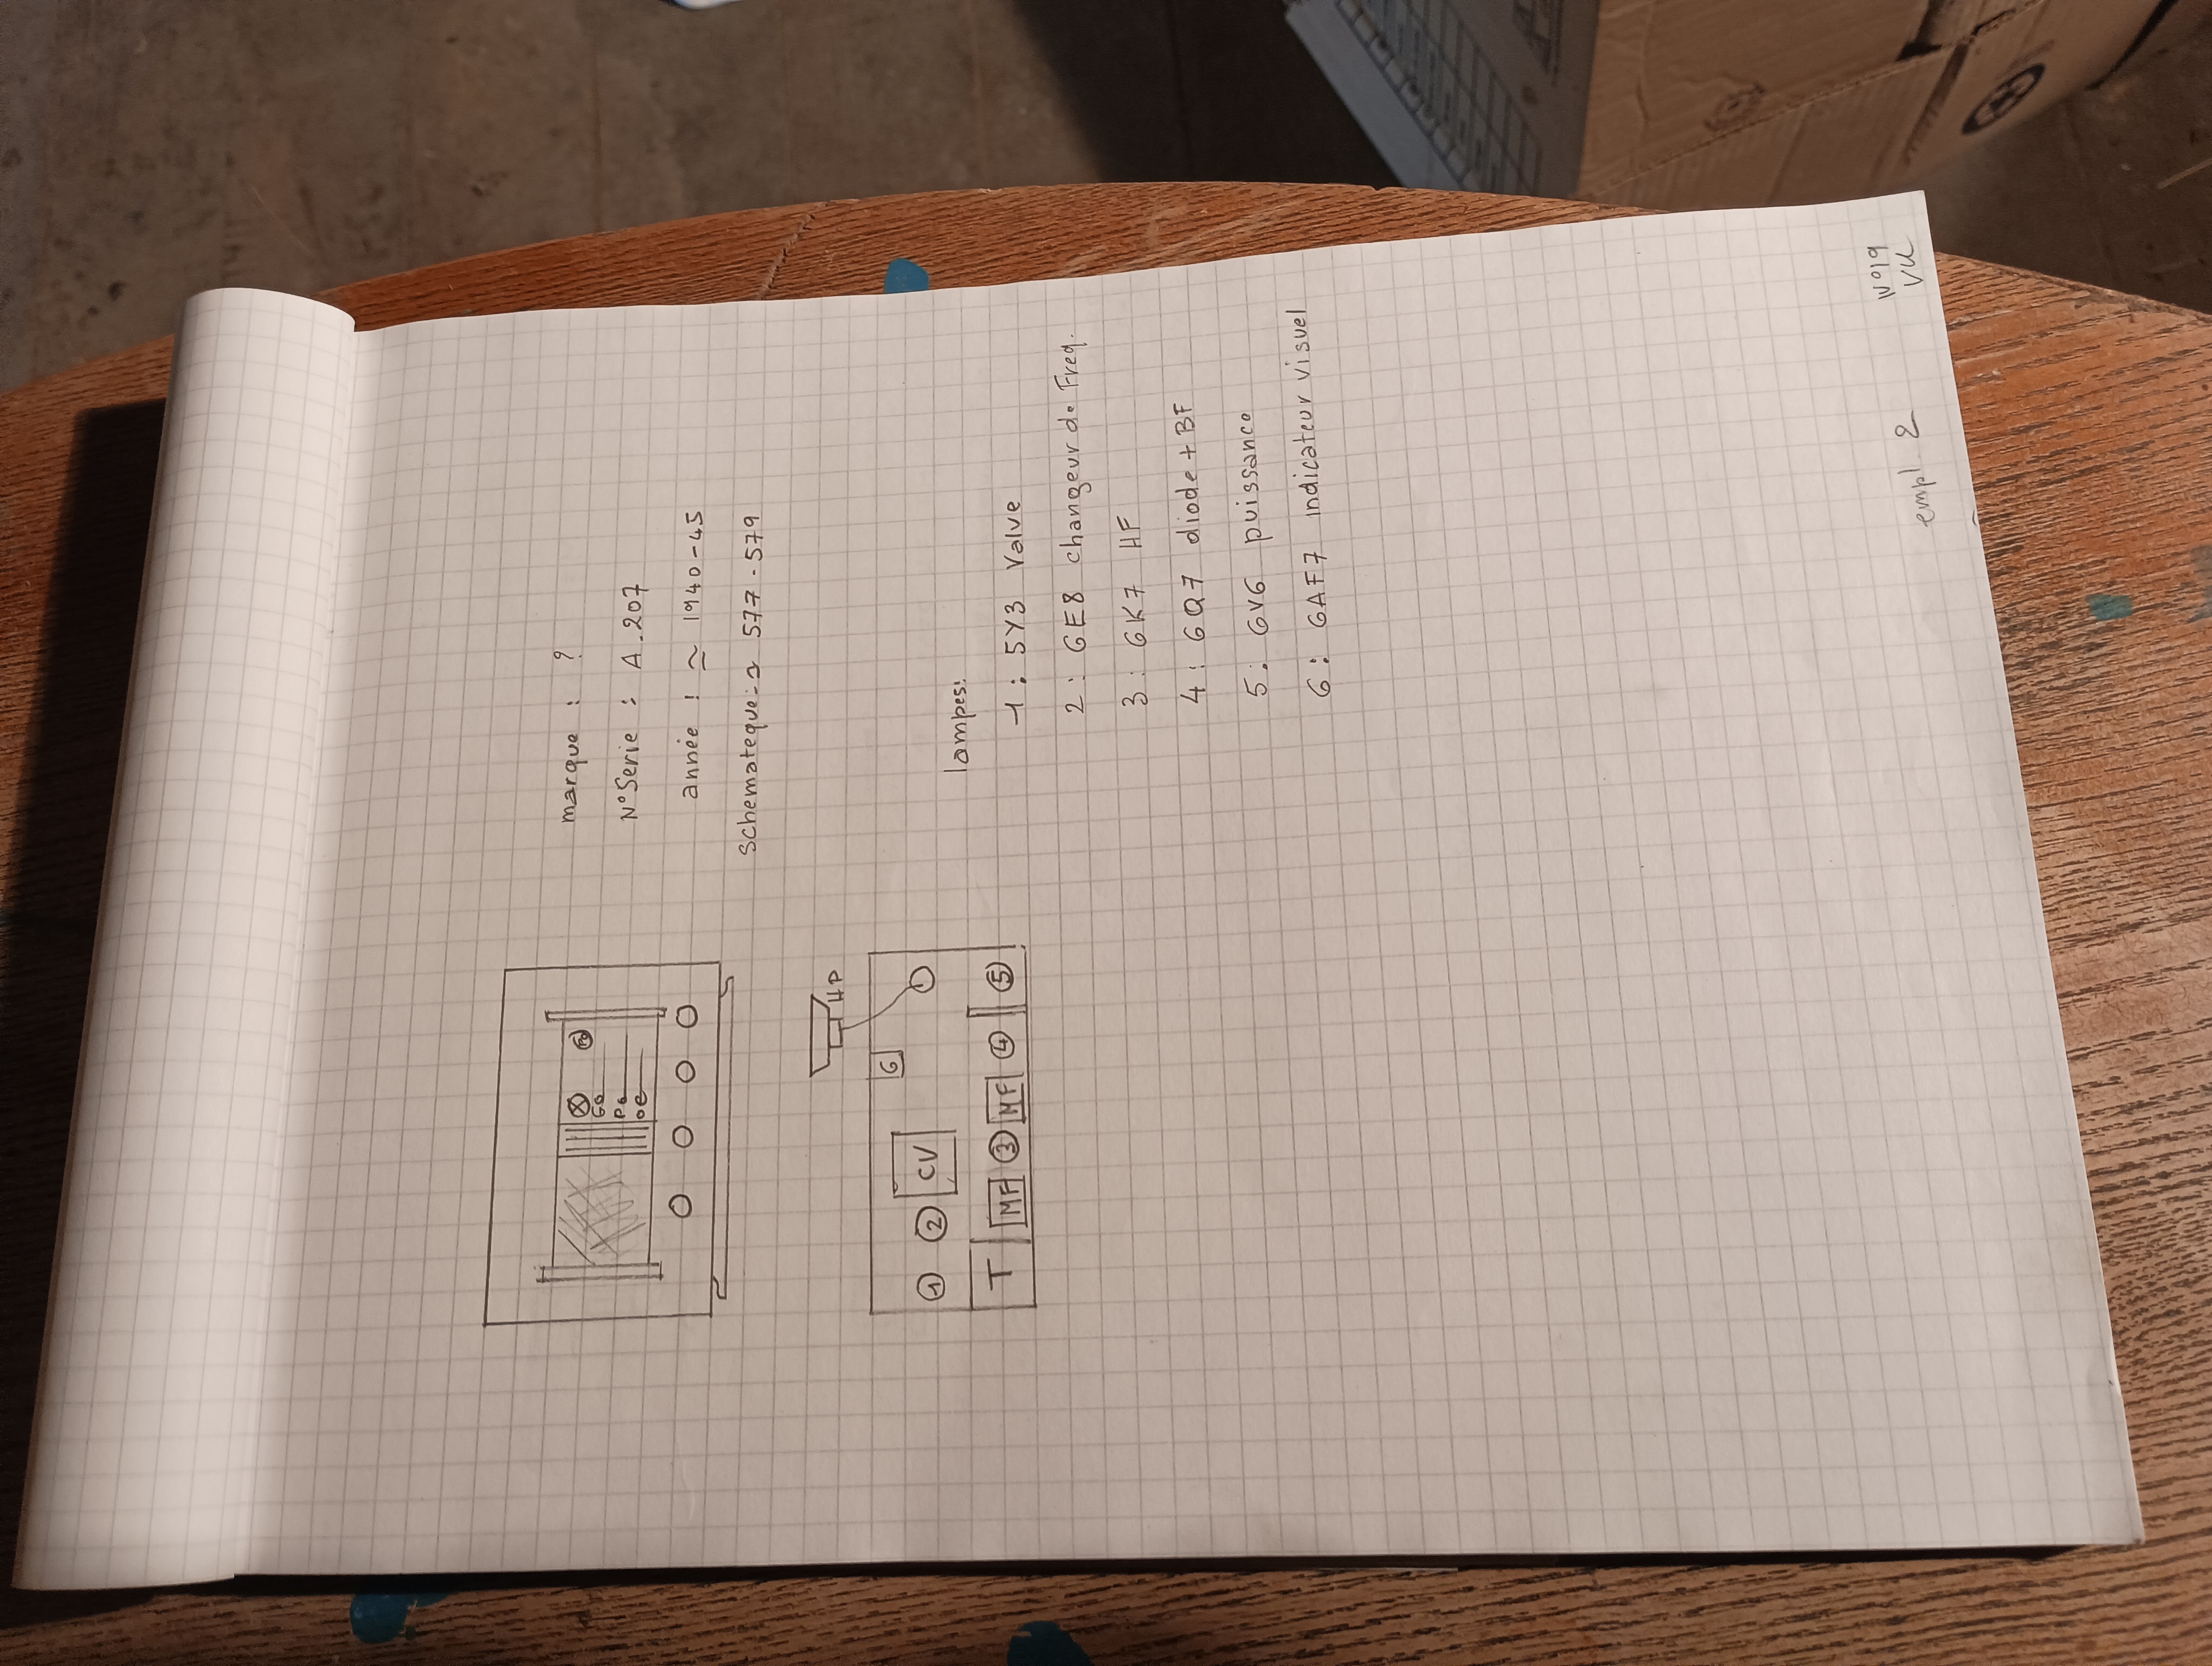 GO
PO
OC
marque : ?
N° Serie : A.207
année : ≃ 1940-45
Schemateque: ≃ 577-579
HP
6
1 2 CV
T MF 3 MF 4 5
lampes:
1: 5Y3 Valve
2: 6E8 changeur de Freq.
3: 6K7 HF
4: 6Q7 diode + BF
5: 6V6 puissance
6: 6AF7 indicateur visuel
empl. 2
N°19